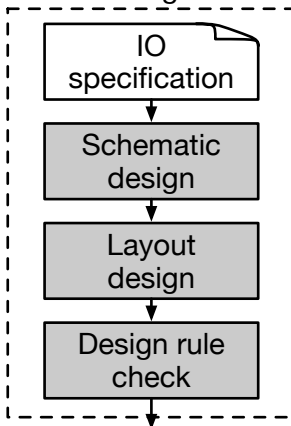 IO
specification
Schematic
design
Layout
design
Design rule
check